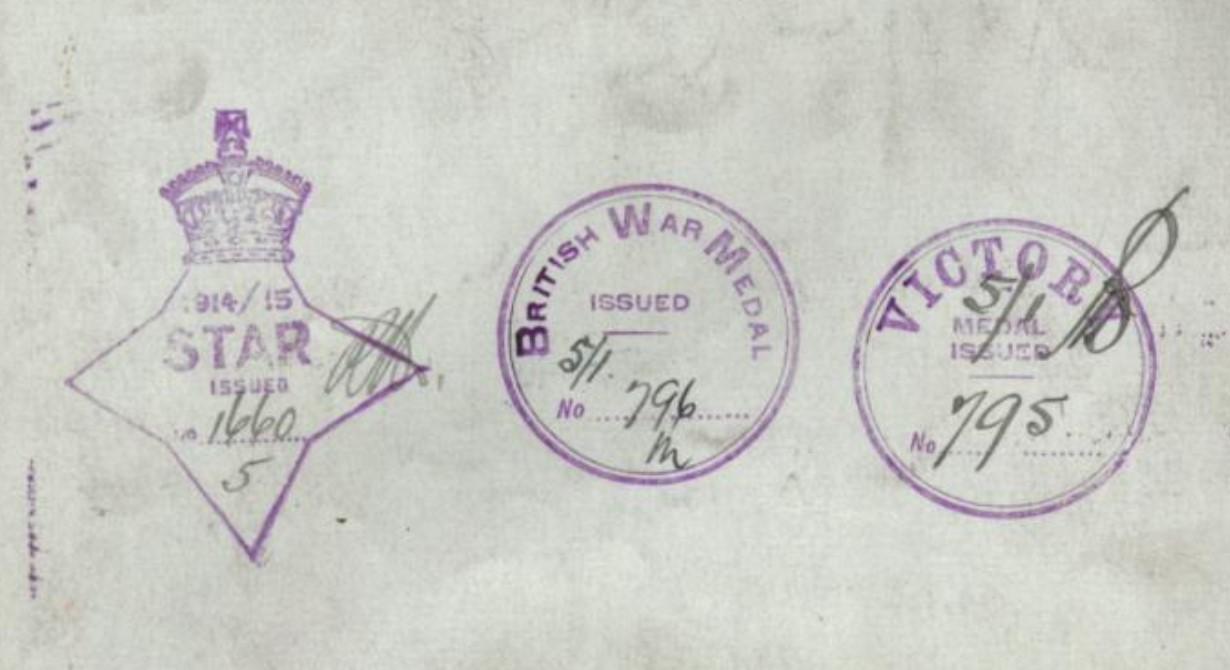 914/15
STAR
ISSUED
No 1660
5
BRITISH WAR MEDAL
ISSUED
5/1.
No 796
M
VICTORY
5/1
MEDAL
ISSUED
No 795